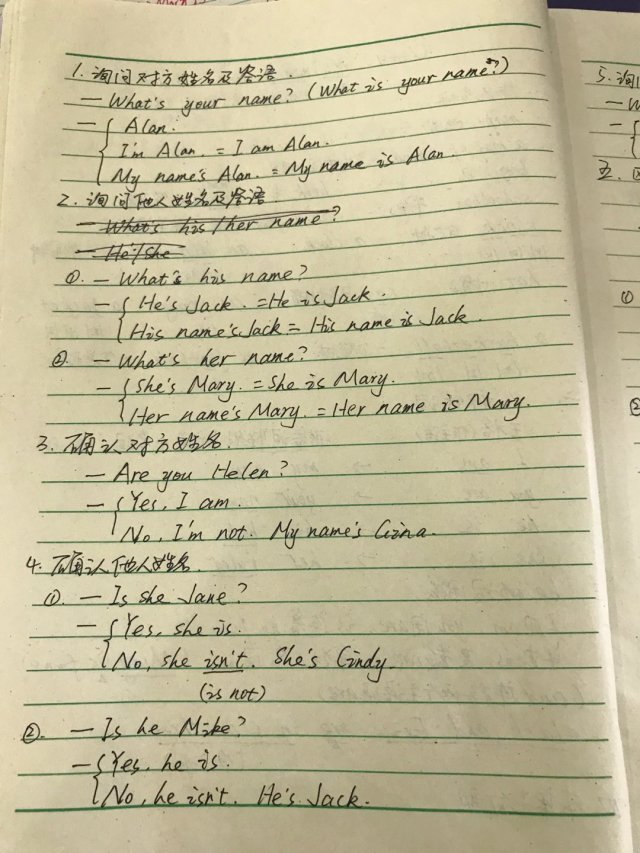 1. 询问对方姓名及答语.
— What's your name? (What is your name?)
— { Alan.
I'm Alan. = I am Alan.
My name's Alan. = My name is Alan.
2. 询问他人姓名及答语.
— What's his / her name?
— He / She
①. — What's his name?
— { He's Jack. = He is Jack.
His name's Jack = His name is Jack.
②. — What's her name?
— { She's Mary. = She is Mary.
Her name's Mary. = Her name is Mary.
3. 确认对方姓名.
— Are you Helen?
— { Yes, I am.
No, I'm not. My name's Gina.
4. 确认他人姓名.
①. — Is she Jane?
— { Yes, she is.
No, she isn't. She's Cindy.
(is not)
②. — Is he Mike?
— { Yes, he is.
No, he isn't. He's Jack.
5. 询
— W
— {
五.
①
②